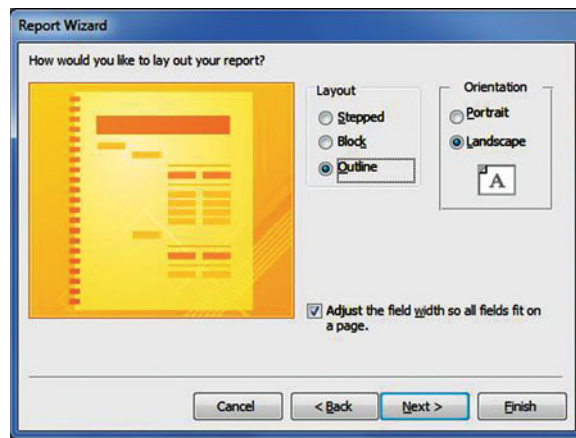 Report Wizard
How would you like to lay out your report?
Layout
Stepped
Block
Outline
Orientation
Portrait
Landscape
A
Adjust the field width so all fields fit on
a page.
Cancel
< Back
Next >
Finish